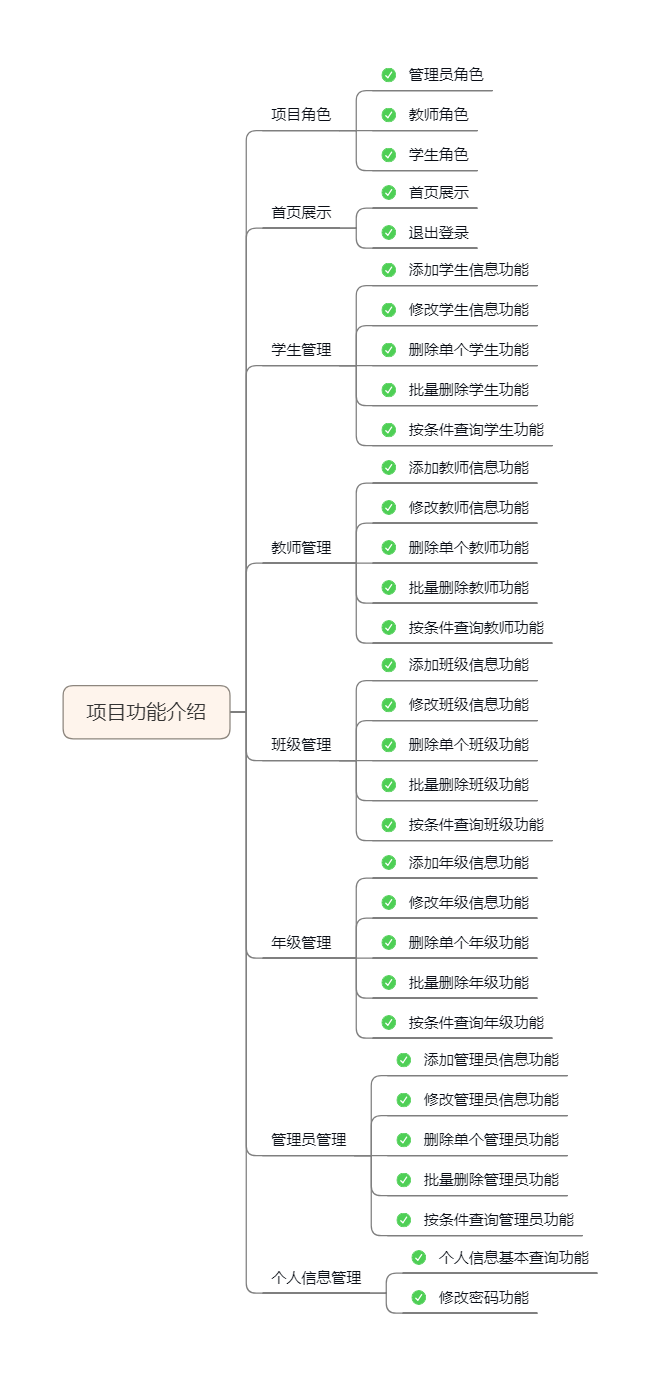 项目功能介绍
项目角色
管理员角色
教师角色
学生角色
首页展示
首页展示
退出登录
学生管理
添加学生信息功能
修改学生信息功能
删除单个学生功能
批量删除学生功能
按条件查询学生功能
教师管理
添加教师信息功能
修改教师信息功能
删除单个教师功能
批量删除教师功能
按条件查询教师功能
班级管理
添加班级信息功能
修改班级信息功能
删除单个班级功能
批量删除班级功能
按条件查询班级功能
年级管理
添加年级信息功能
修改年级信息功能
删除单个年级功能
批量删除年级功能
按条件查询年级功能
管理员管理
添加管理员信息功能
修改管理员信息功能
删除单个管理员功能
批量删除管理员功能
按条件查询管理员功能
个人信息管理
个人信息基本查询功能
修改密码功能